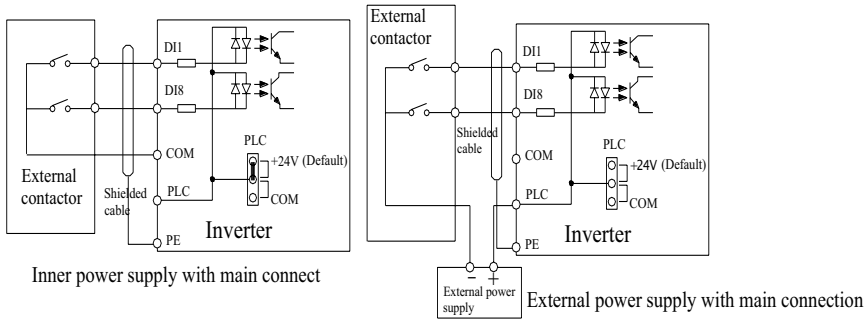 DI1
DI8
PLC
+24V (Default)
COM
COM
PLC
PE
External
contactor
Shielded
cable
Inverter
Inner power supply with main connect
External
contactor
DI1
DI8
Shielded
cable
PLC
+24V (Default)
COM
COM
PLC
PE
Inverter
− +
External power
supply
External power supply with main connection